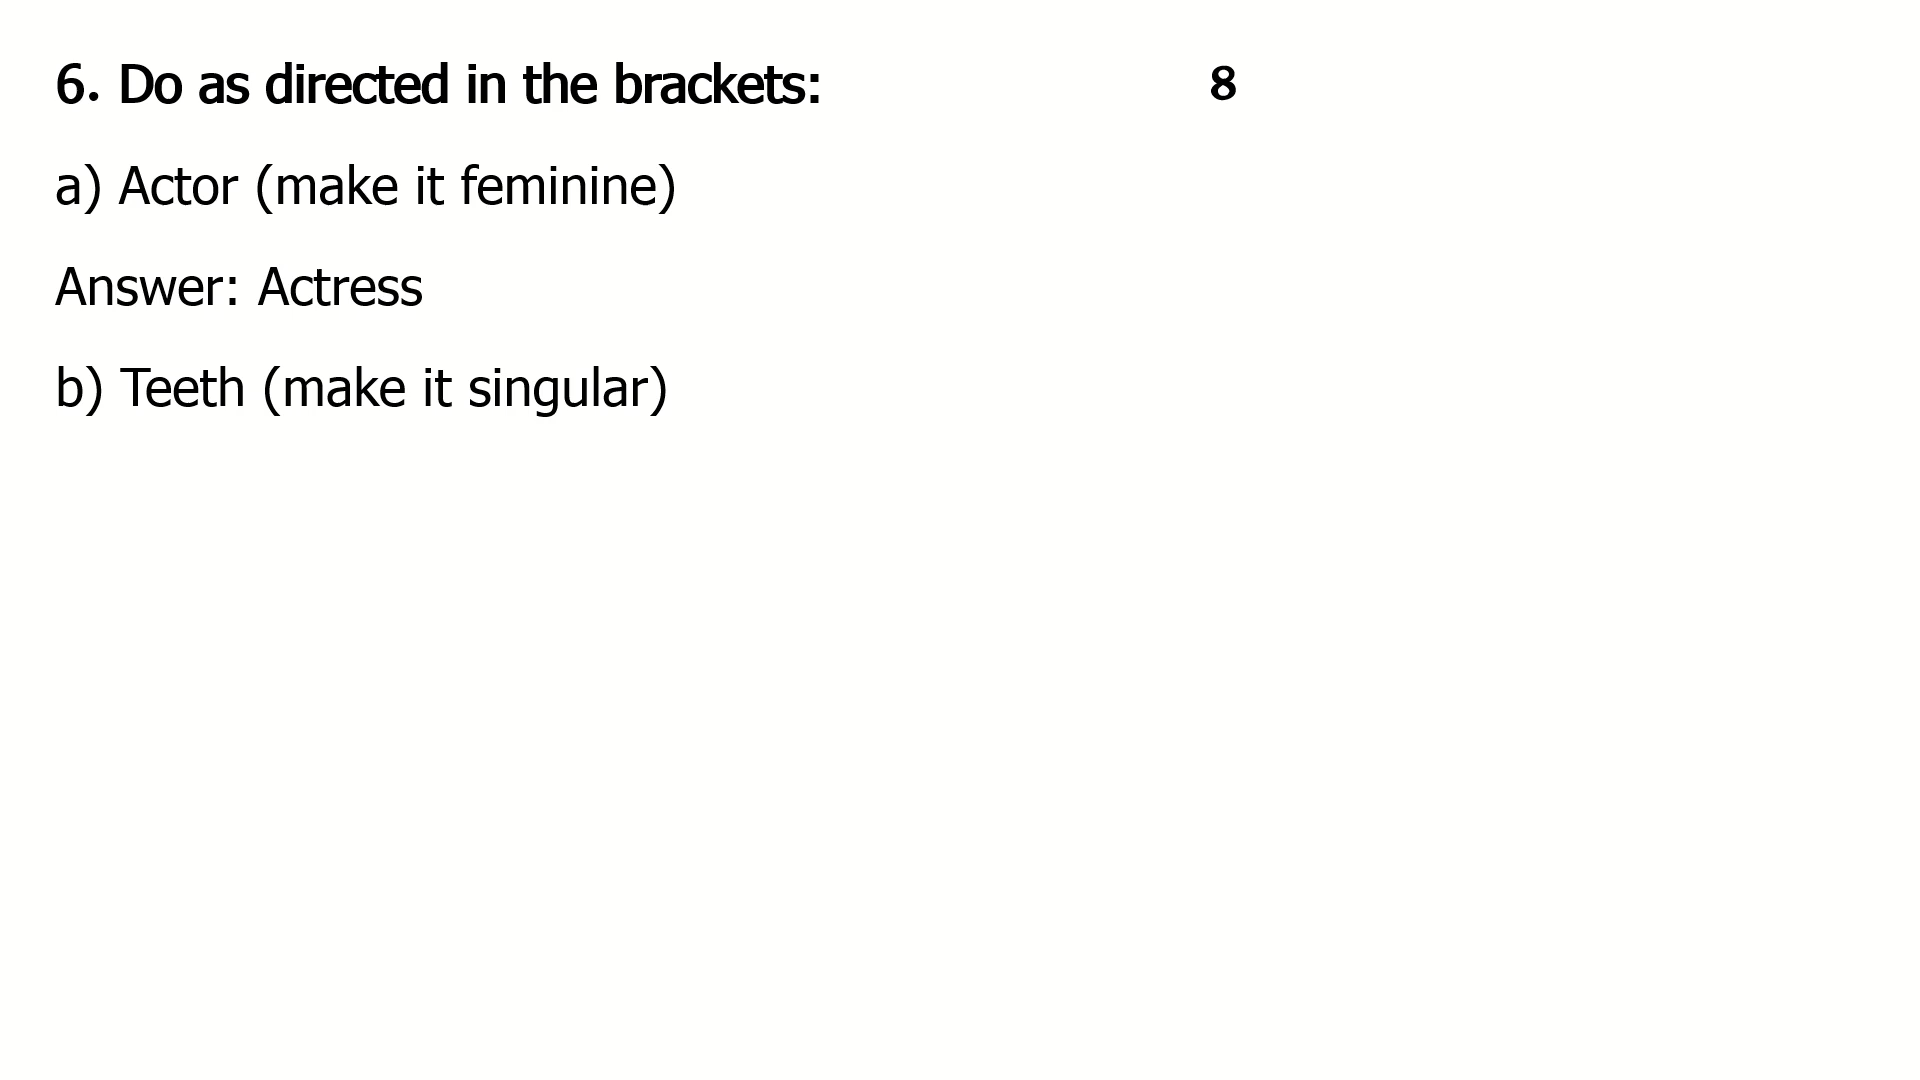 6. Do as directed in the brackets: 8
a) Actor (make it feminine)
Answer: Actress
b) Teeth (make it singular)